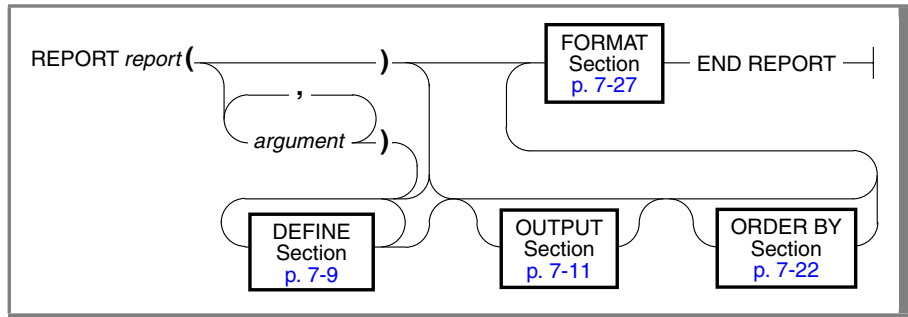 REPORT report ( )
FORMAT
Section
p. 7-27
END REPORT
,
argument )
DEFINE
Section
p. 7-9
OUTPUT
Section
p. 7-11
ORDER BY
Section
p. 7-22